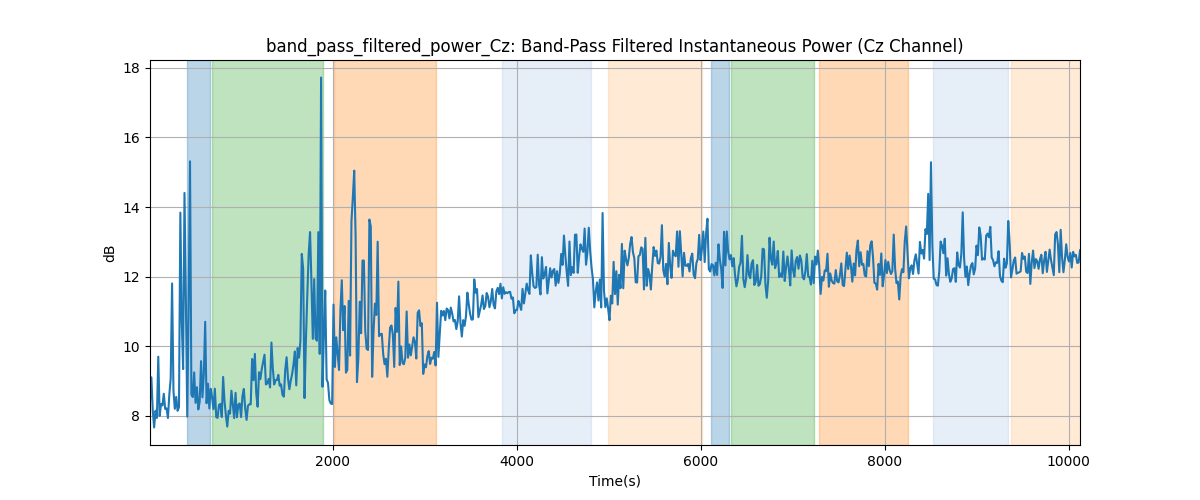 band_pass_filtered_power_Cz: Band-Pass Filtered Instantaneous Power (Cz Channel)
18
16
14
12
10
8
dB
2000 4000 6000 8000 10000
Time(s)